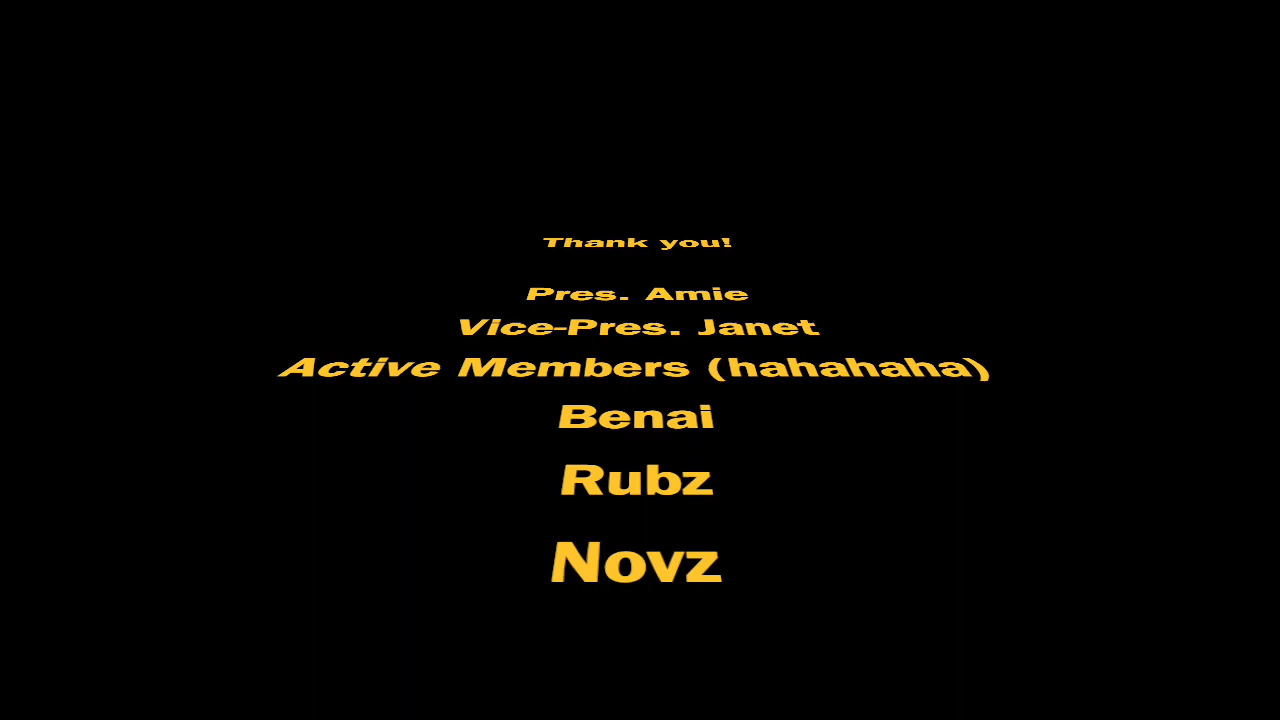 Thank you!
Pres. Amie
Vice-Pres. Janet
Active Members (hahahaha)
Benai
Rubz
Novz